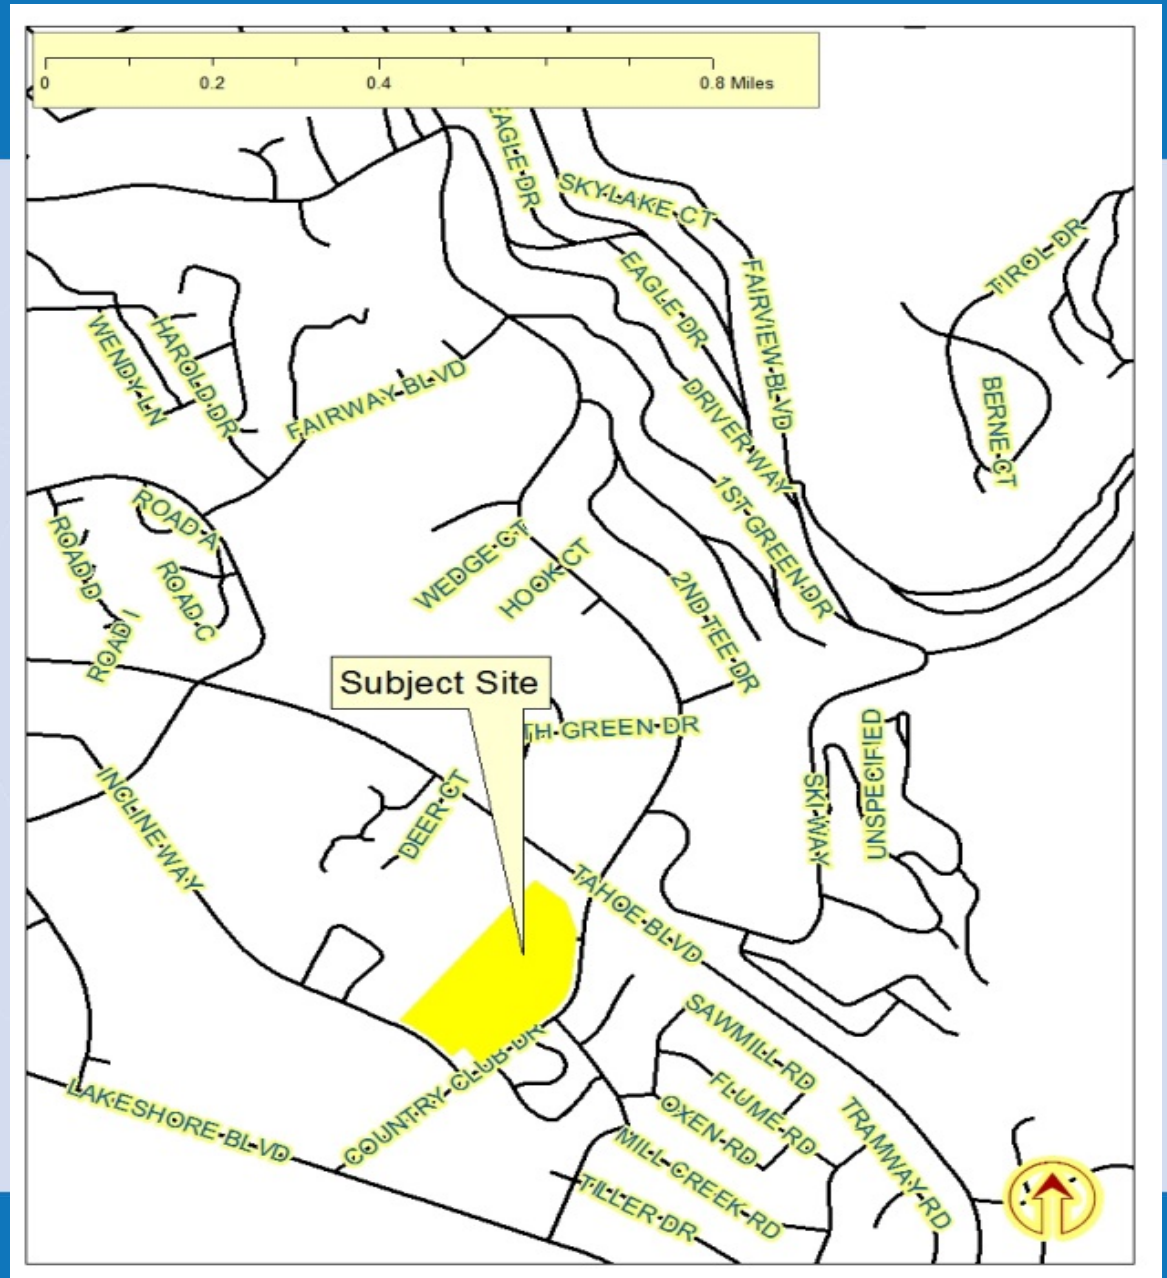 0 0.2 0.4 0.8 Miles
EAGLE DR
SKYLAKE CT
TIROL DR
EAGLE DR
FAIRVIEW BLVD
WENDY LN
HAROLD DR
FAIRWAY BLVD
DRIVER WAY
BERNE CT
ROAD A
1ST GREEN DR
ROAD D
WEDGE CT
HOOK CT
ROAD C
2ND TEE DR
ROAD I
Subject Site
TH GREEN DR
UNSPECIFIED
INCLINE WAY
DEER CT
SKI WAY
TAHOE BLVD
SAWMILL RD
COUNTRY CLUB DR
FLUME RD
LAKESHORE BLVD
OXEN RD
TRAMWAY RD
MILL CREEK RD
TILLER DR